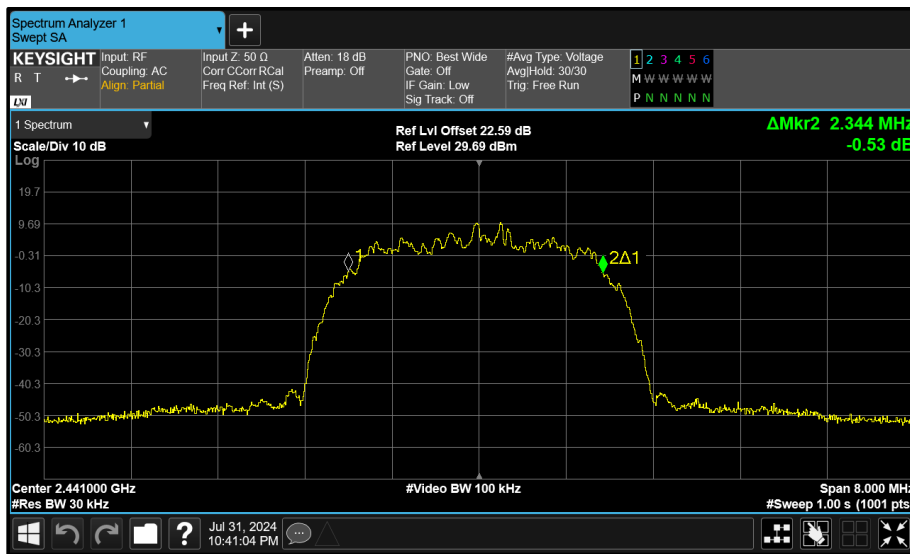 Spectrum Analyzer 1
Swept SA
+
KEYSIGHT
R T
LXI
Input: RF
Coupling: AC
Align: Partial
Input Z: 50 Ω
Corr CCorr RCal
Freq Ref: Int (S)
Atten: 18 dB
Preamp: Off
PNO: Best Wide
Gate: Off
IF Gain: Low
Sig Track: Off
#Avg Type: Voltage
Avg|Hold: 30/30
Trig: Free Run
1 2 3 4 5 6
M W W W W W
P N N N N N
1 Spectrum
Scale/Div 10 dB
Ref Lvl Offset 22.59 dB
Ref Level 29.69 dBm
ΔMkr2 2.344 MHz
-0.53 dB
Log
19.7
9.69
-0.31
-10.3
-20.3
-30.3
-40.3
-50.3
-60.3
1
2Δ1
Center 2.441000 GHz
#Res BW 30 kHz
#Video BW 100 kHz
Span 8.000 MHz
#Sweep 1.00 s (1001 pts
?
Jul 31, 2024
10:41:04 PM